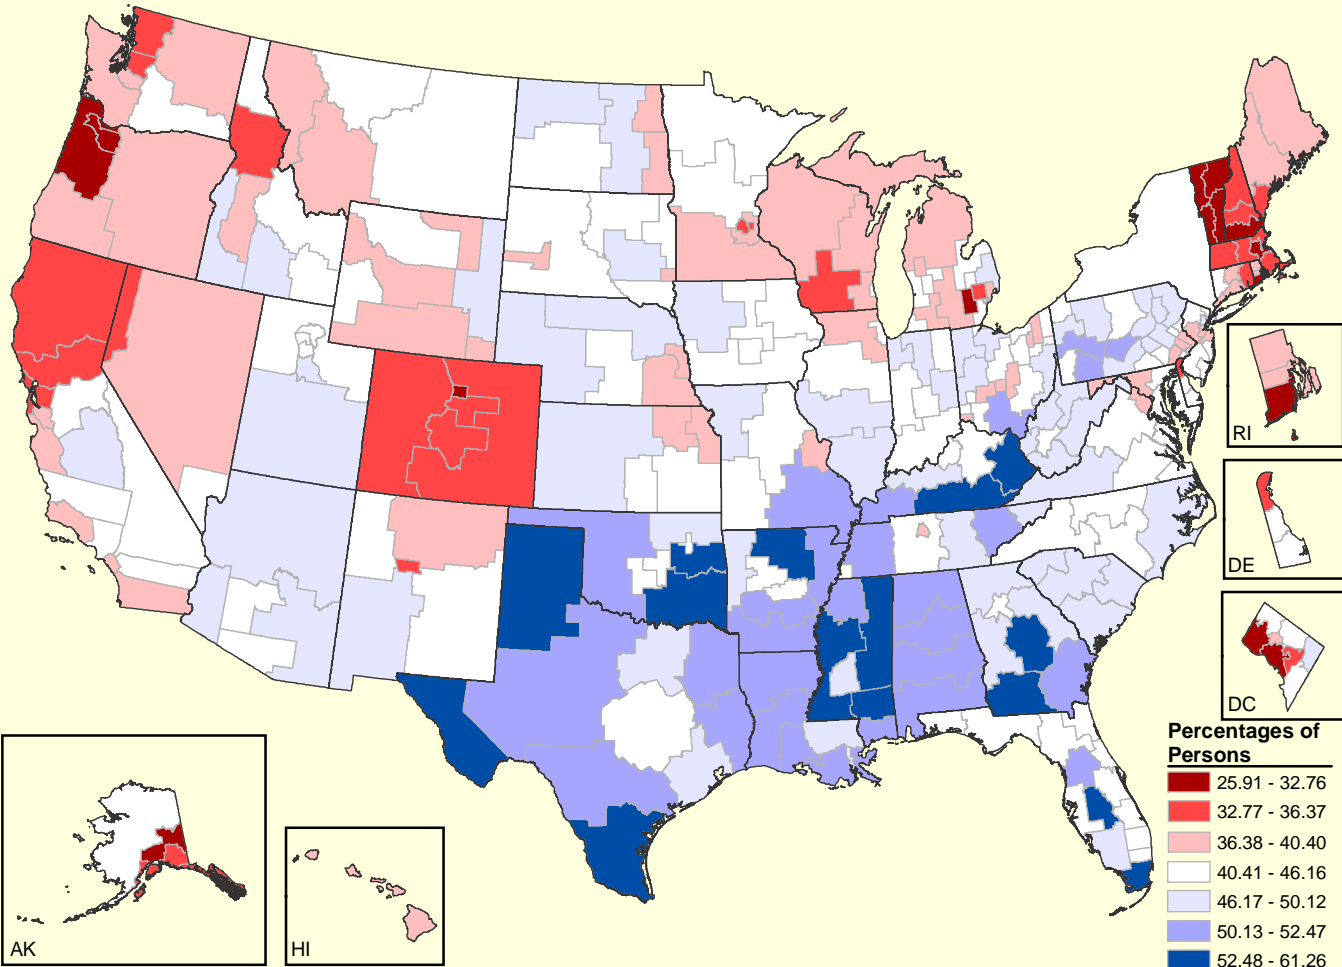 RI
DE
DC
AK
HI
Percentages of
Persons
25.91 - 32.76
32.77 - 36.37
36.38 - 40.40
40.41 - 46.16
46.17 - 50.12
50.13 - 52.47
52.48 - 61.26